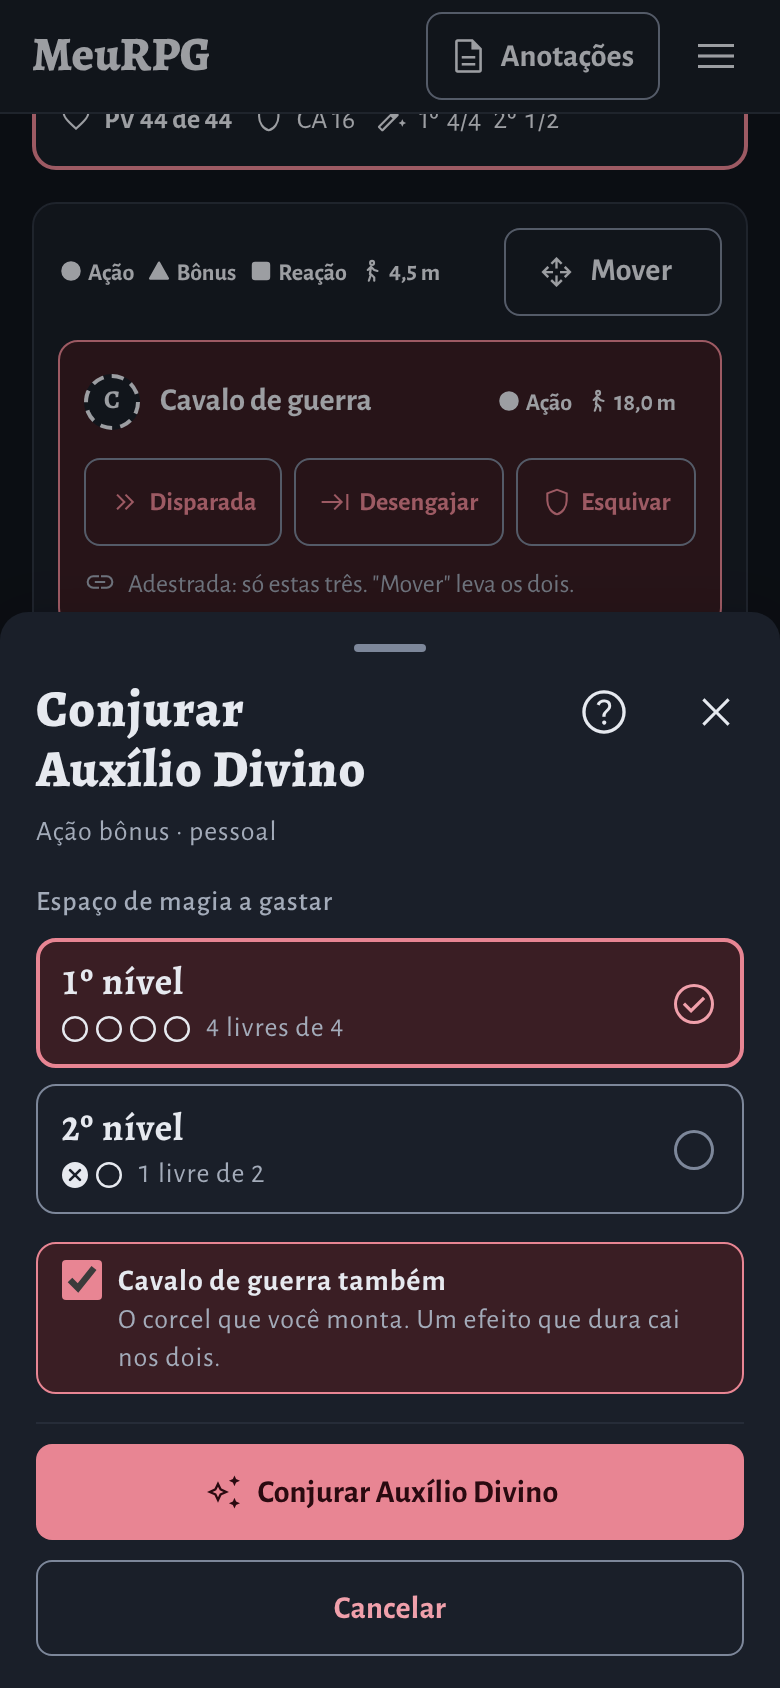 MeuRPG
Anotações
PV 44 de 44 CA 16 1º 4/4 2º 1/2
Ação Bônus Reação 4,5 m
Mover
C Cavalo de guerra Ação 18,0 m
Disparada Desengajar Esquivar
Adestrada: só estas três. "Mover" leva os dois.
Conjurar
Auxílio Divino
Ação bônus · pessoal
Espaço de magia a gastar
1º nível
4 livres de 4
2º nível
1 livre de 2
Cavalo de guerra também
O corcel que você monta. Um efeito que dura cai
nos dois.
Conjurar Auxílio Divino
Cancelar